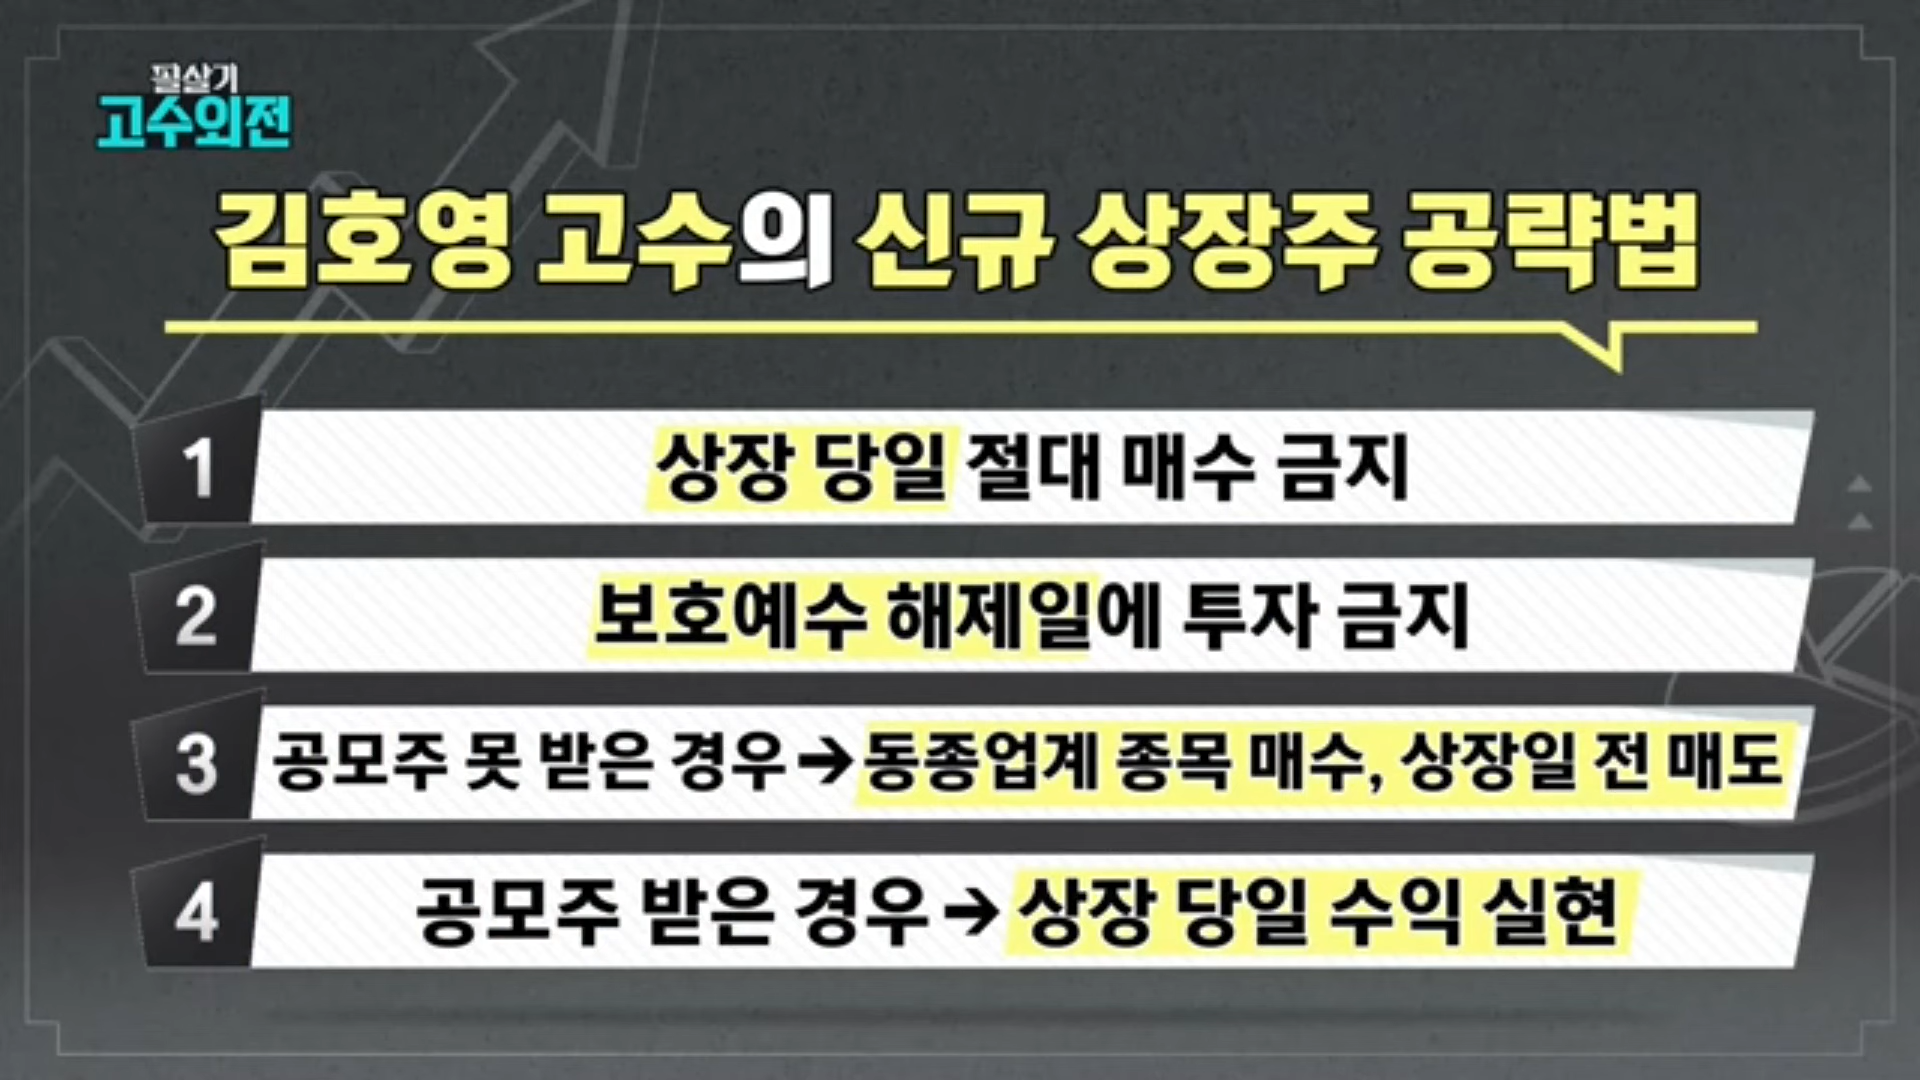 필살기
고수외전
김호영 고수의 신규 상장주 공략법
1 상장 당일 절대 매수 금지
2 보호예수 해제일에 투자 금지
3 공모주 못 받은 경우→동종업계 종목 매수, 상장일 전 매도
4 공모주 받은 경우→상장 당일 수익 실현